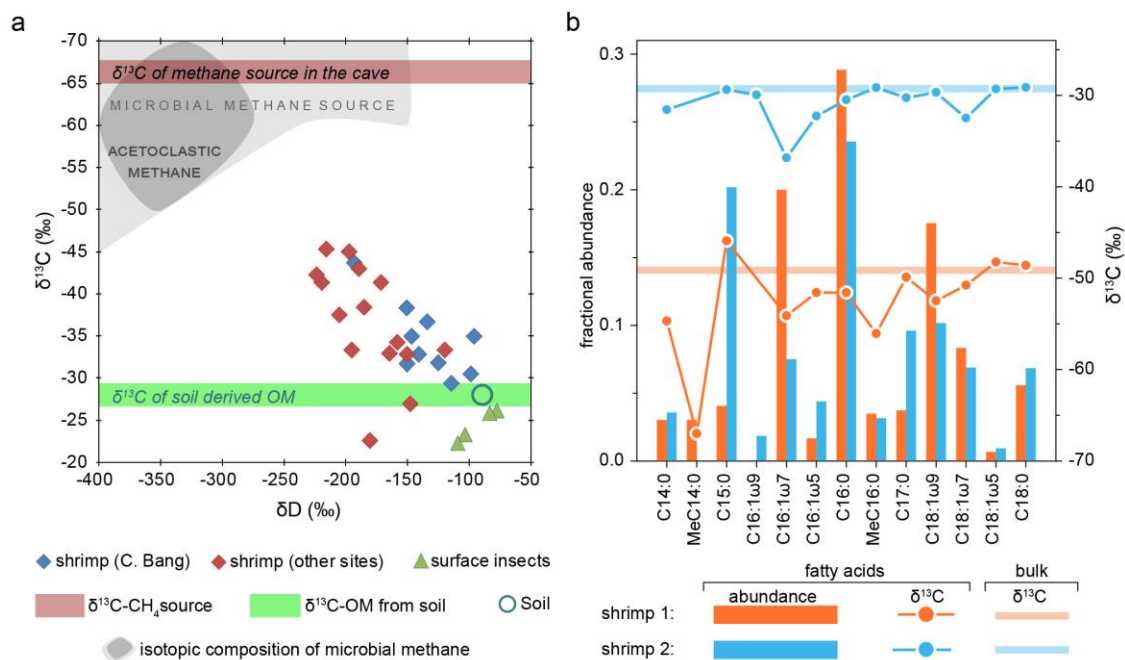 a
-70
-65
-60
-55
-50
-45
-40
-35
-30
-25
-20
δ¹³C (‰)
δ¹³C of methane source in the cave
MICROBIAL METHANE SOURCE
ACETOCLASTIC
METHANE
δ¹³C of soil derived OM
-400 -350 -300 -250 -200 -150 -100 -50
δD (‰)
shrimp (C. Bang) shrimp (other sites) surface insects
δ¹³C-CH₄source δ¹³C-OM from soil Soil
isotopic composition of microbial methane
b
0.3
0.2
0.1
0.0
fractional abundance
-30
-40
-50
-60
-70
δ¹³C (‰)
C14:0
MeC14:0
C15:0
C16:1ω9
C16:1ω7
C16:1ω5
C16:0
MeC16:0
C17:0
C18:1ω9
C18:1ω7
C18:1ω5
C18:0
fatty acids bulk
abundance δ¹³C δ¹³C
shrimp 1:
shrimp 2: